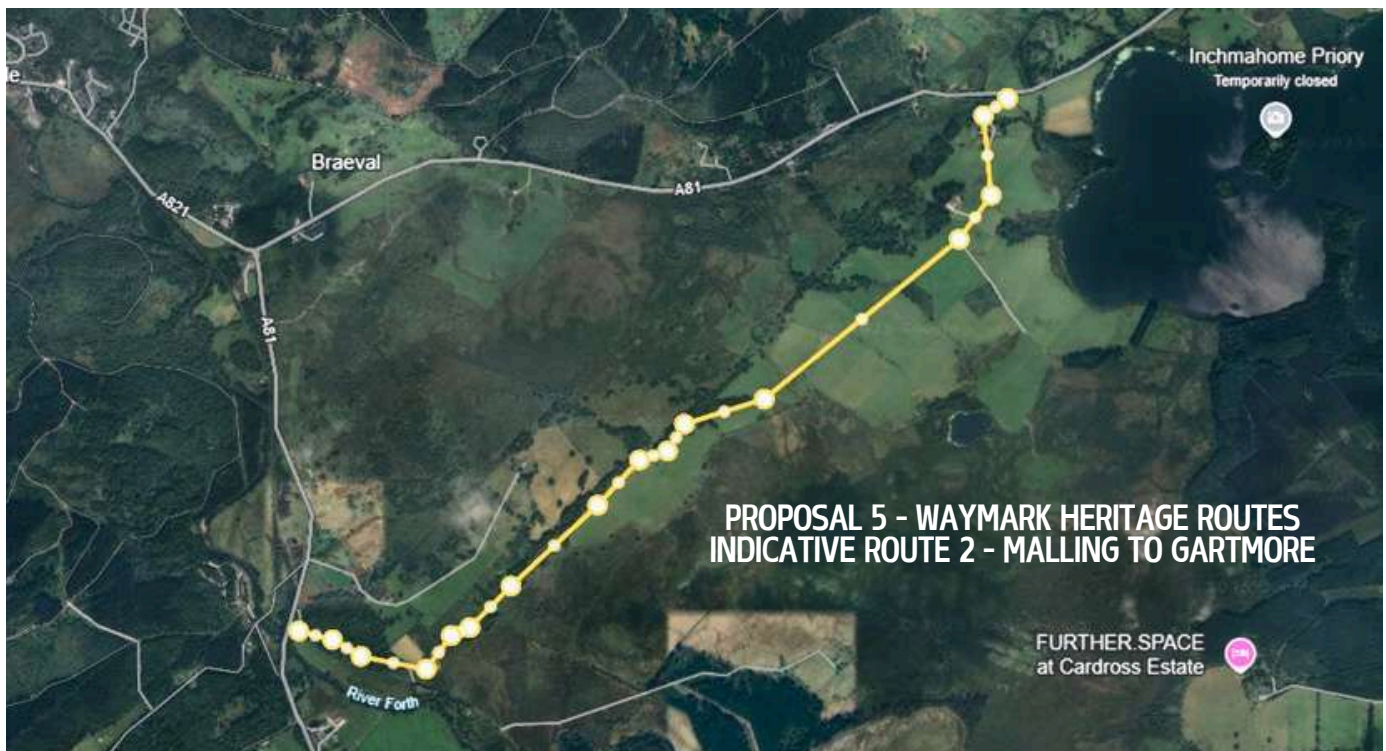 Inchmahome Priory
Temporarily closed
le
Braeval
A81
A821
A81
PROPOSAL 5 - WAYMARK HERITAGE ROUTES
INDICATIVE ROUTE 2 - MALLING TO GARTMORE
FURTHER.SPACE
at Cardross Estate
River Forth